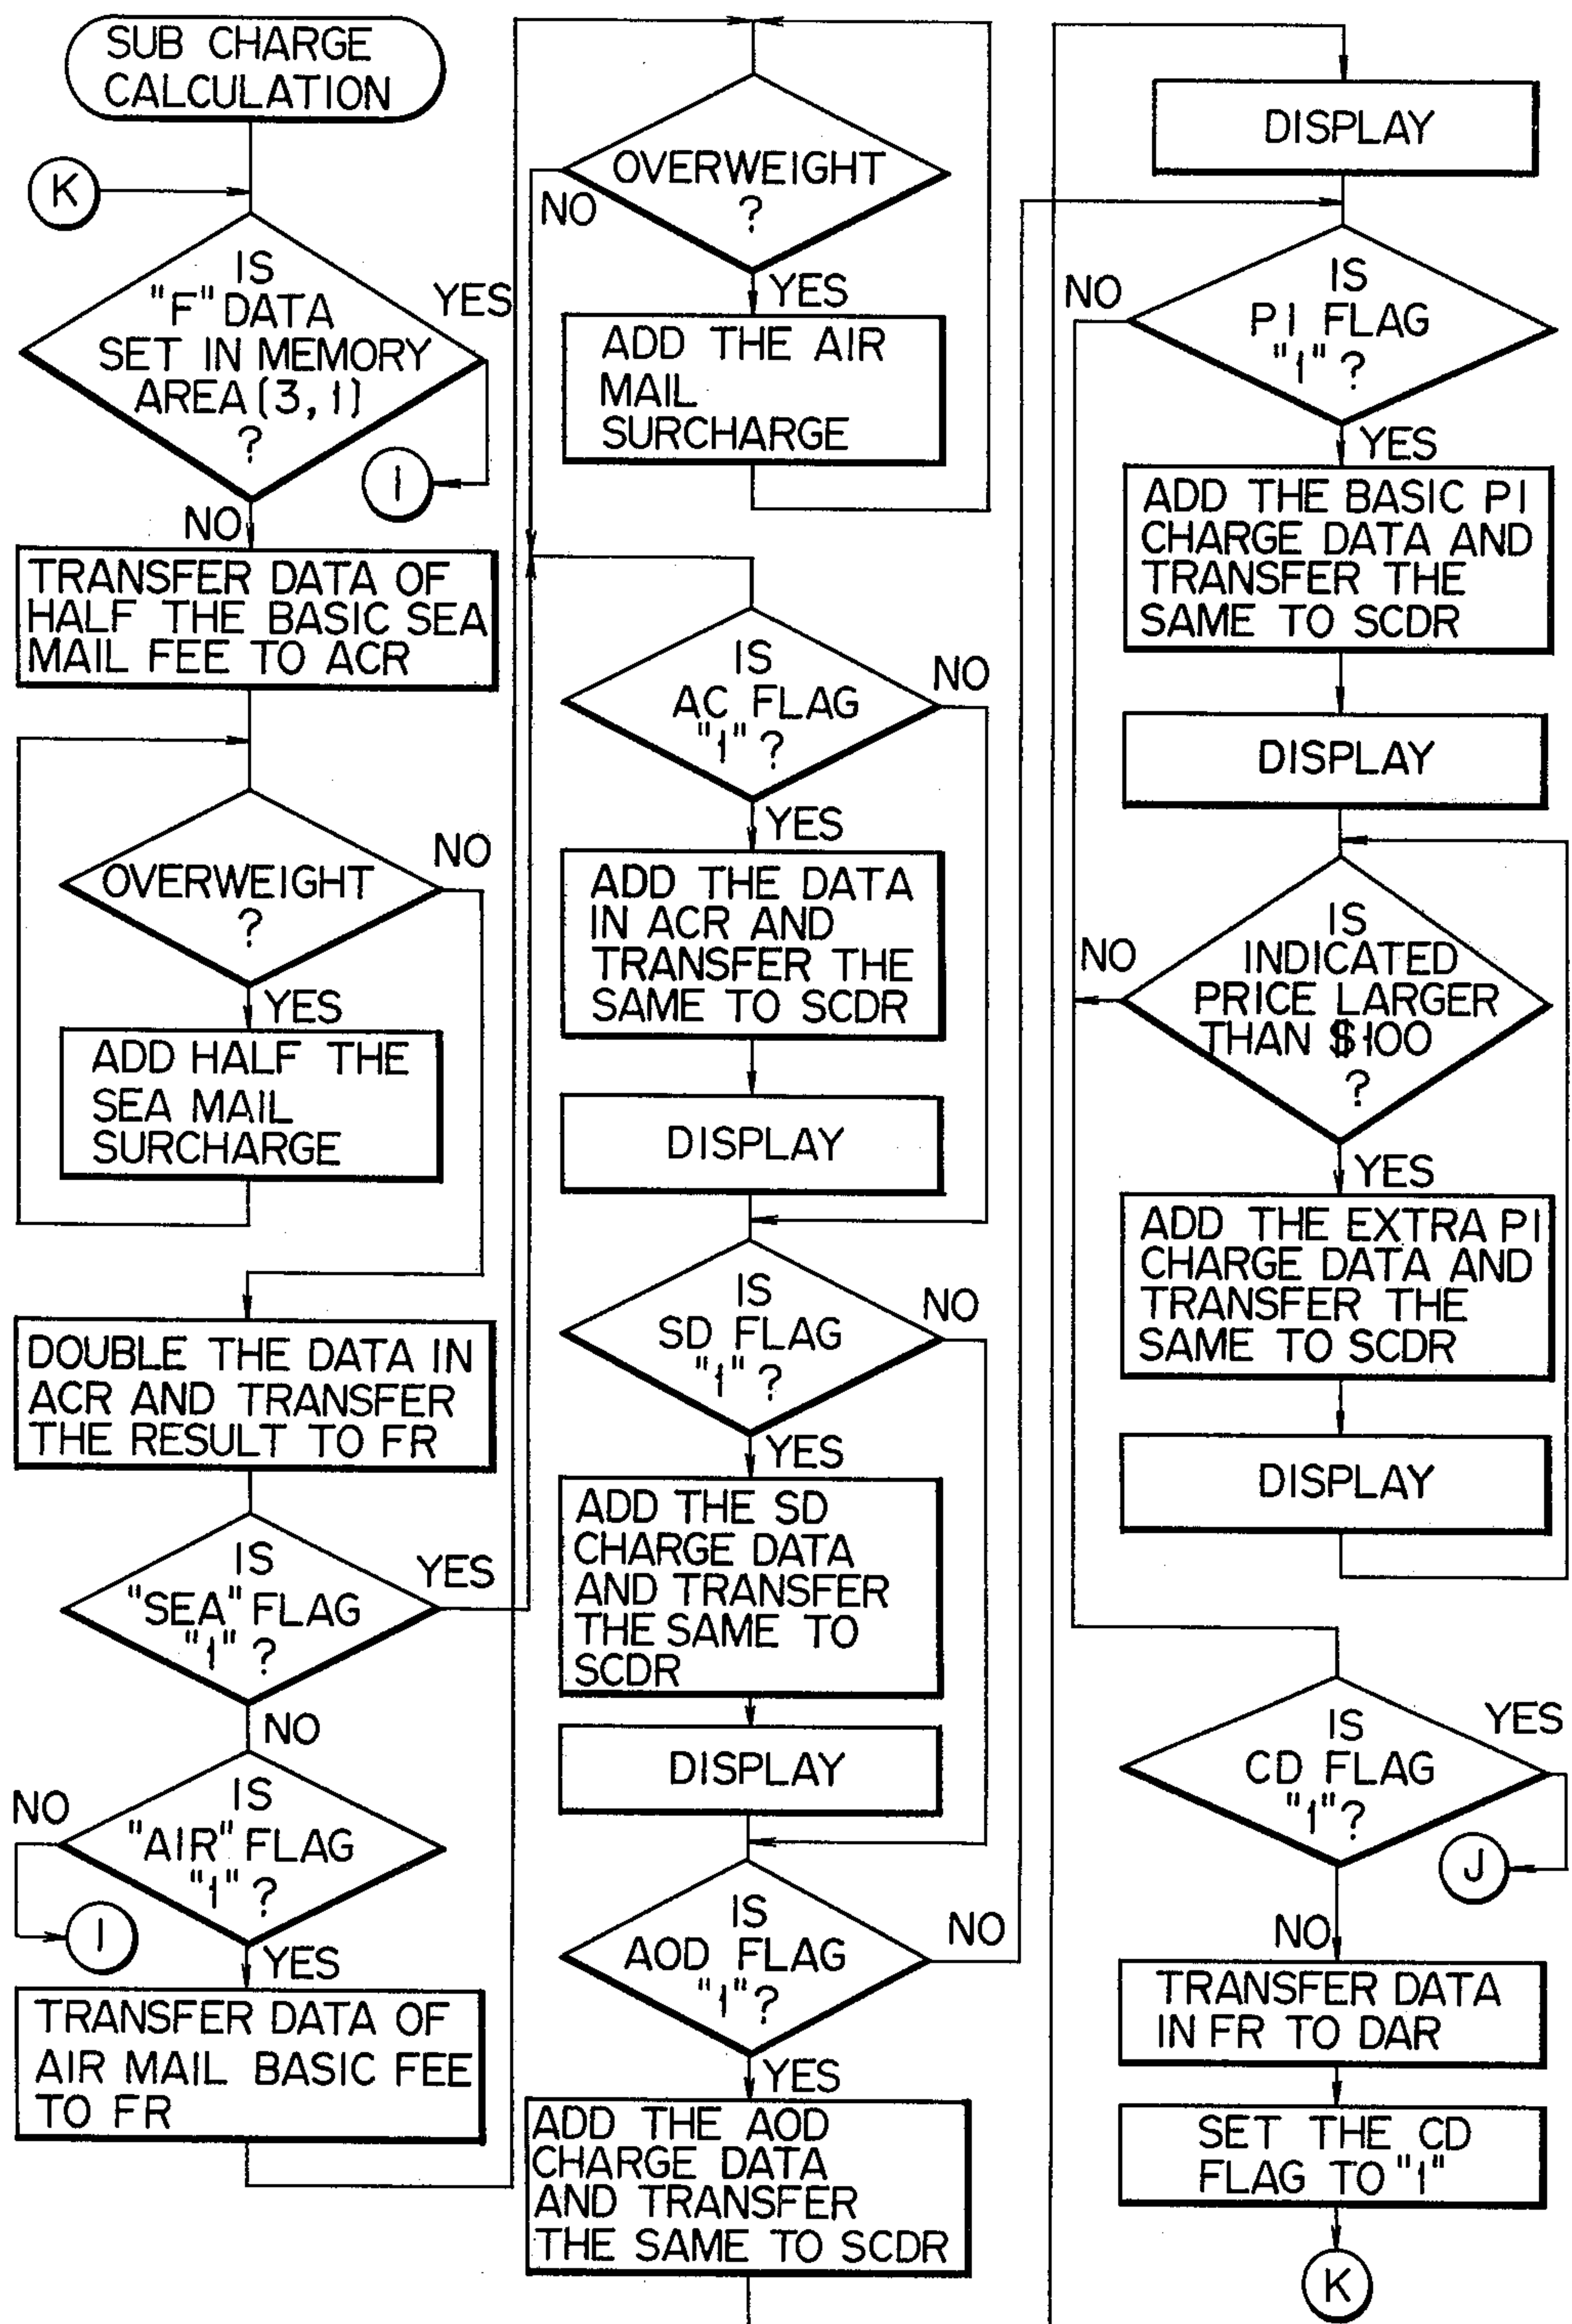 SUB CHARGE
CALCULATION
K
IS
"F" DATA
SET IN MEMORY
AREA (3, 1)
?
YES
I
NO
TRANSFER DATA OF
HALF THE BASIC SEA
MAIL FEE TO ACR
OVERWEIGHT
?
NO
YES
ADD HALF THE
SEA MAIL
SURCHARGE
DOUBLE THE DATA IN
ACR AND TRANSFER
THE RESULT TO FR
IS
"SEA" FLAG
"1" ?
YES
NO
IS
"AIR" FLAG
"1" ?
NO
I
YES
TRANSFER DATA OF
AIR MAIL BASIC FEE
TO FR
OVERWEIGHT
?
NO
YES
ADD THE AIR
MAIL
SURCHARGE
IS
AC FLAG
"1" ?
NO
YES
ADD THE DATA
IN ACR AND
TRANSFER THE
SAME TO SCDR
DISPLAY
IS
SD FLAG
"1" ?
NO
YES
ADD THE SD
CHARGE DATA
AND TRANSFER
THE SAME TO
SCDR
DISPLAY
IS
AOD FLAG
"1" ?
NO
YES
ADD THE AOD
CHARGE DATA
AND TRANSFER
THE SAME TO SCDR
DISPLAY
IS
PI FLAG
"1" ?
NO
YES
ADD THE BASIC PI
CHARGE DATA AND
TRANSFER THE
SAME TO SCDR
DISPLAY
IS
INDICATED
PRICE LARGER
THAN $100
?
NO
YES
ADD THE EXTRA PI
CHARGE DATA AND
TRANSFER THE
SAME TO SCDR
DISPLAY
IS
CD FLAG
"1" ?
YES
J
NO
TRANSFER DATA
IN FR TO DAR
SET THE CD
FLAG TO "1"
K